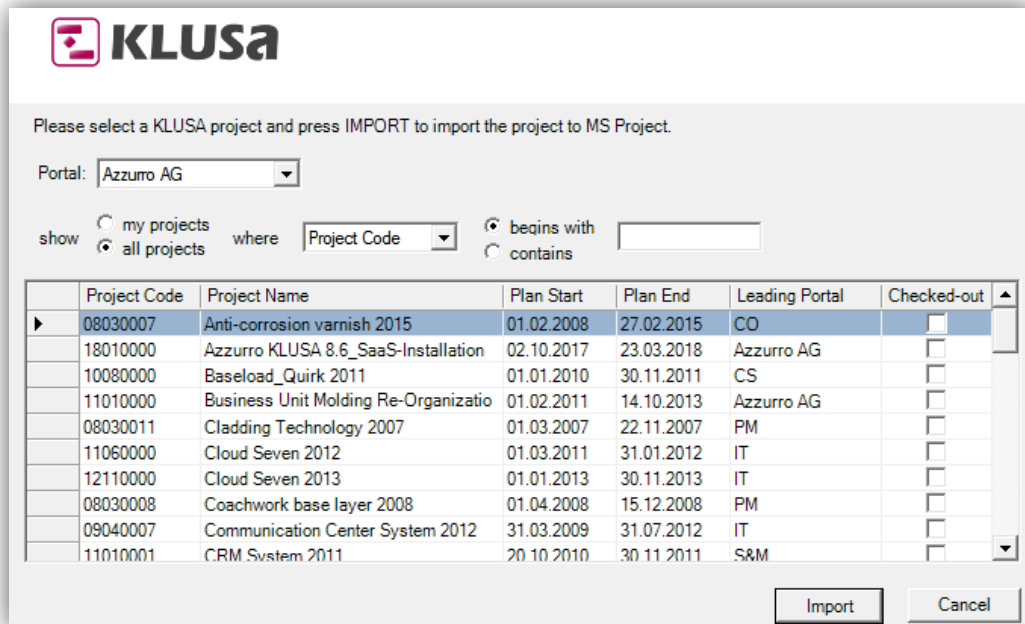 KLUSa
Please select a KLUSA project and press IMPORT to import the project to MS Project.
Portal: Azzurro AG
show my projects all projects where Project Code begins with contains
Project Code Project Name Plan Start Plan End Leading Portal Checked-out
08030007 Anti-corrosion varnish 2015 01.02.2008 27.02.2015 CO
18010000 Azzurro KLUSA 8.6_SaaS-Installation 02.10.2017 23.03.2018 Azzurro AG
10080000 Baseload_Quirk 2011 01.01.2010 30.11.2011 CS
11010000 Business Unit Molding Re-Organizatio 01.02.2011 14.10.2013 Azzurro AG
08030011 Cladding Technology 2007 01.03.2007 22.11.2007 PM
11060000 Cloud Seven 2012 01.03.2011 31.01.2012 IT
12110000 Cloud Seven 2013 01.01.2013 30.11.2013 IT
08030008 Coachwork base layer 2008 01.04.2008 15.12.2008 PM
09040007 Communication Center System 2012 31.03.2009 31.07.2012 IT
11010001 CRM System 2011 20.10.2010 30.11.2011 S&M
Import Cancel